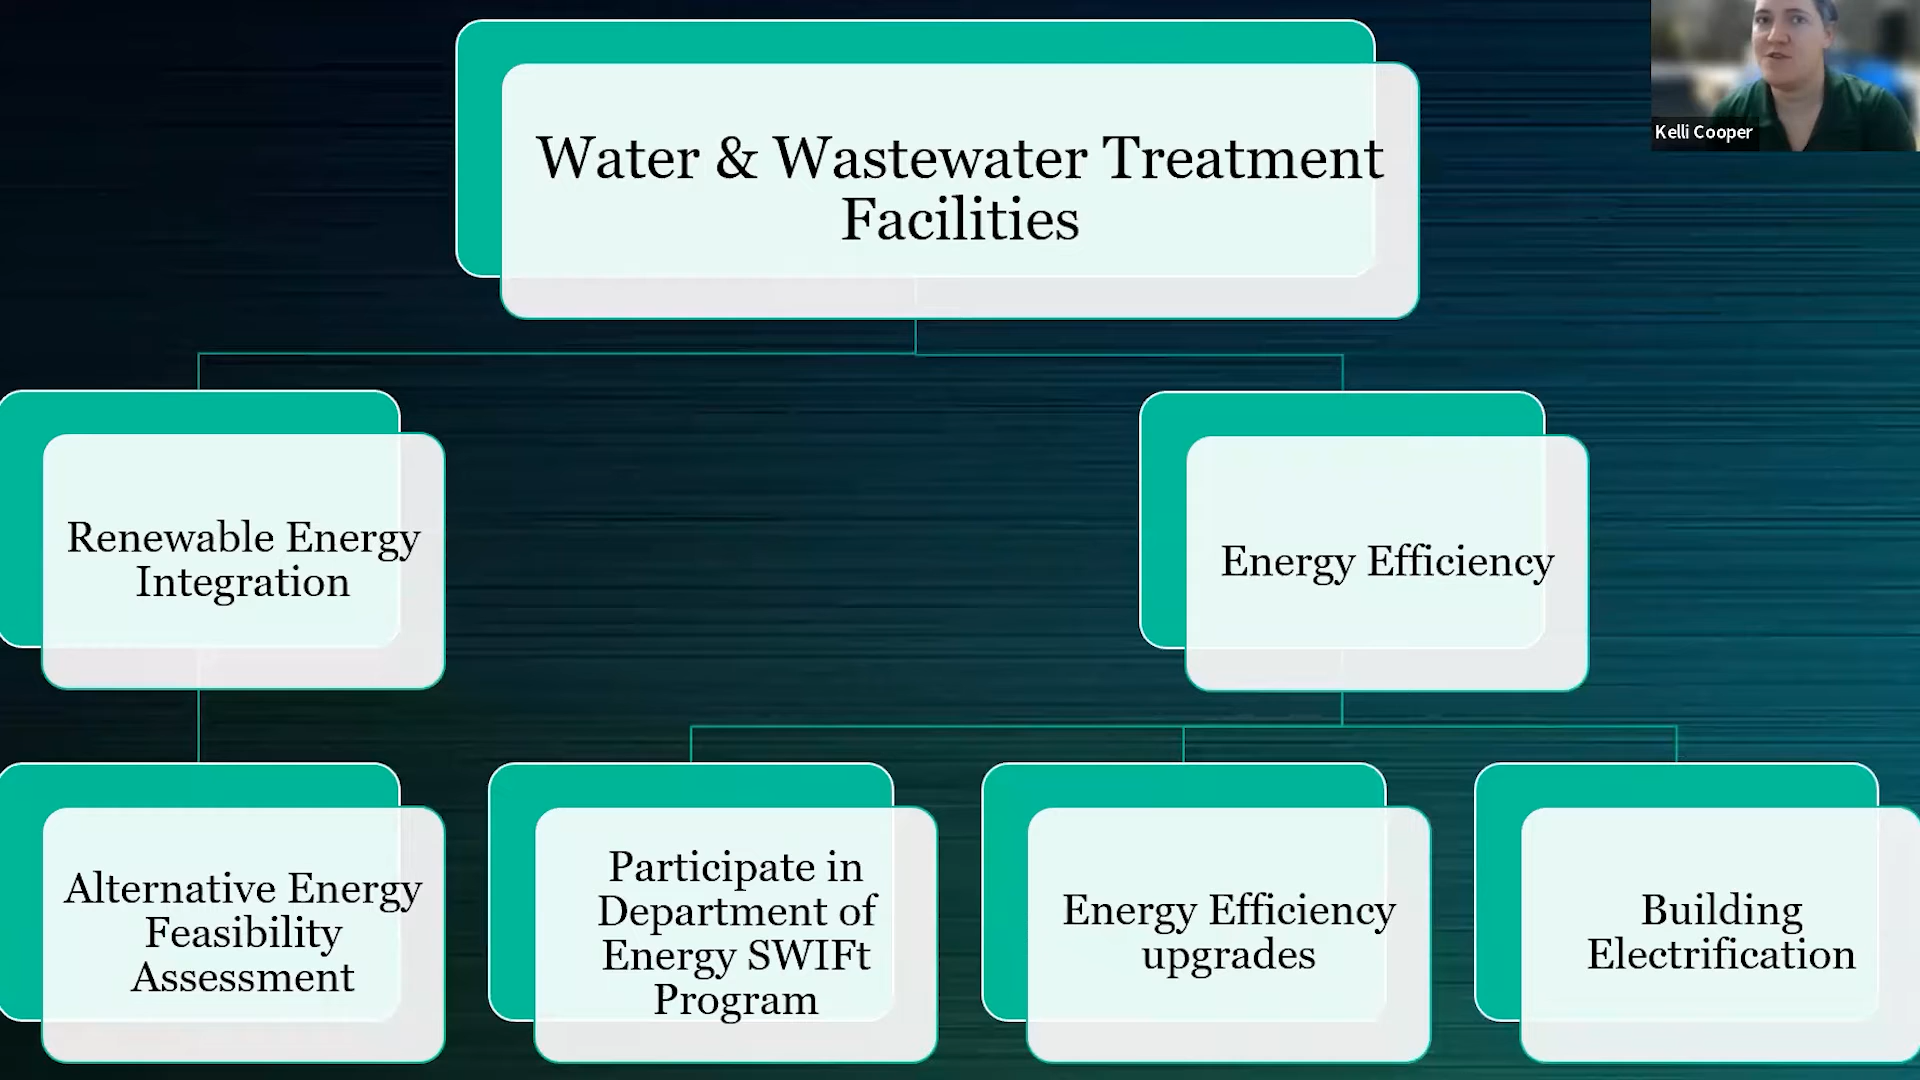 Kelli Cooper
Water & Wastewater Treatment
Facilities
Renewable Energy
Integration
Energy Efficiency
Alternative Energy
Feasibility
Assessment
Participate in
Department of
Energy SWIFt
Program
Energy Efficiency
upgrades
Building
Electrification